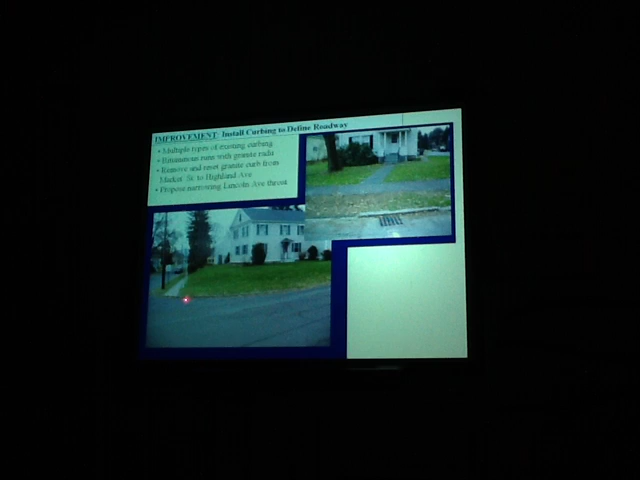 IMPROVEMENT: Install Curbing to Define Roadway
• Multiple types of existing curbing
• Bituminous runs with granite radii
• Remove and reset granite curb from
Market St. to Highland Ave
• Propose narrowing Lincoln Ave throat